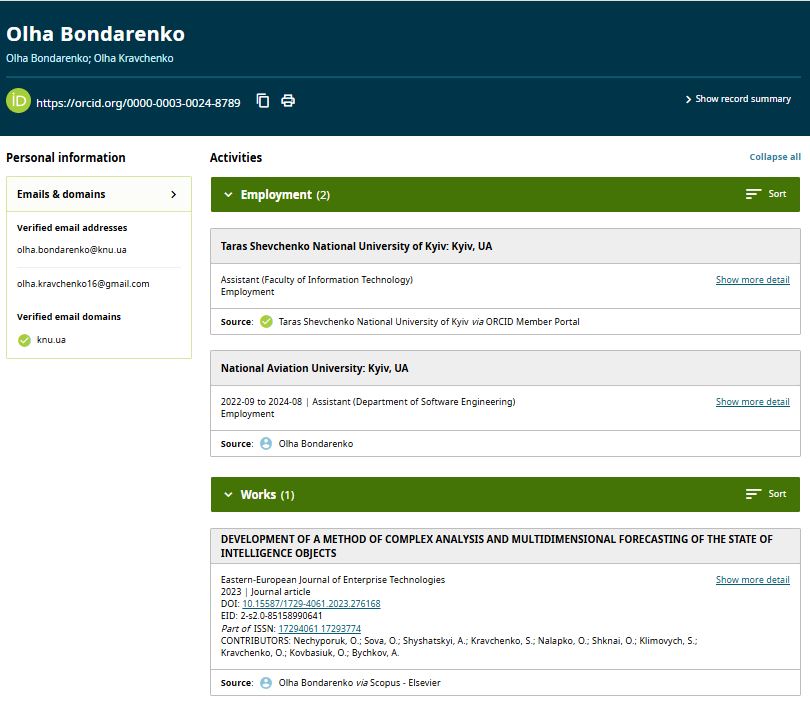 Olha Bondarenko
Olha Bondarenko; Olha Kravchenko
iD https://orcid.org/0000-0003-0024-8789
Show record summary
Personal information
Emails & domains
Verified email addresses
olha.bondarenko@knu.ua
olha.kravchenko16@gmail.com
Verified email domains
knu.ua
Activities
Collapse all
Employment (2)
Sort
Taras Shevchenko National University of Kyiv: Kyiv, UA
Assistant (Faculty of Information Technology)
Show more detail
Employment
Source: Taras Shevchenko National University of Kyiv via ORCID Member Portal
National Aviation University: Kyiv, UA
2022-09 to 2024-08 | Assistant (Department of Software Engineering)
Show more detail
Employment
Source: Olha Bondarenko
Works (1)
Sort
DEVELOPMENT OF A METHOD OF COMPLEX ANALYSIS AND MULTIDIMENSIONAL FORECASTING OF THE STATE OF
INTELLIGENCE OBJECTS
Eastern-European Journal of Enterprise Technologies
Show more detail
2023 | Journal article
DOI: 10.15587/1729-4061.2023.276168
EID: 2-s2.0-85158990641
Part of ISSN: 17294061 17293774
CONTRIBUTORS: Nechyporuk, O.; Sova, O.; Shyshatskyi, A.; Kravchenko, S.; Nalapko, O.; Shknai, O.; Klimovych, S.;
Kravchenko, O.; Kovbasiuk, O.; Bychkov, A.
Source: Olha Bondarenko via Scopus - Elsevier